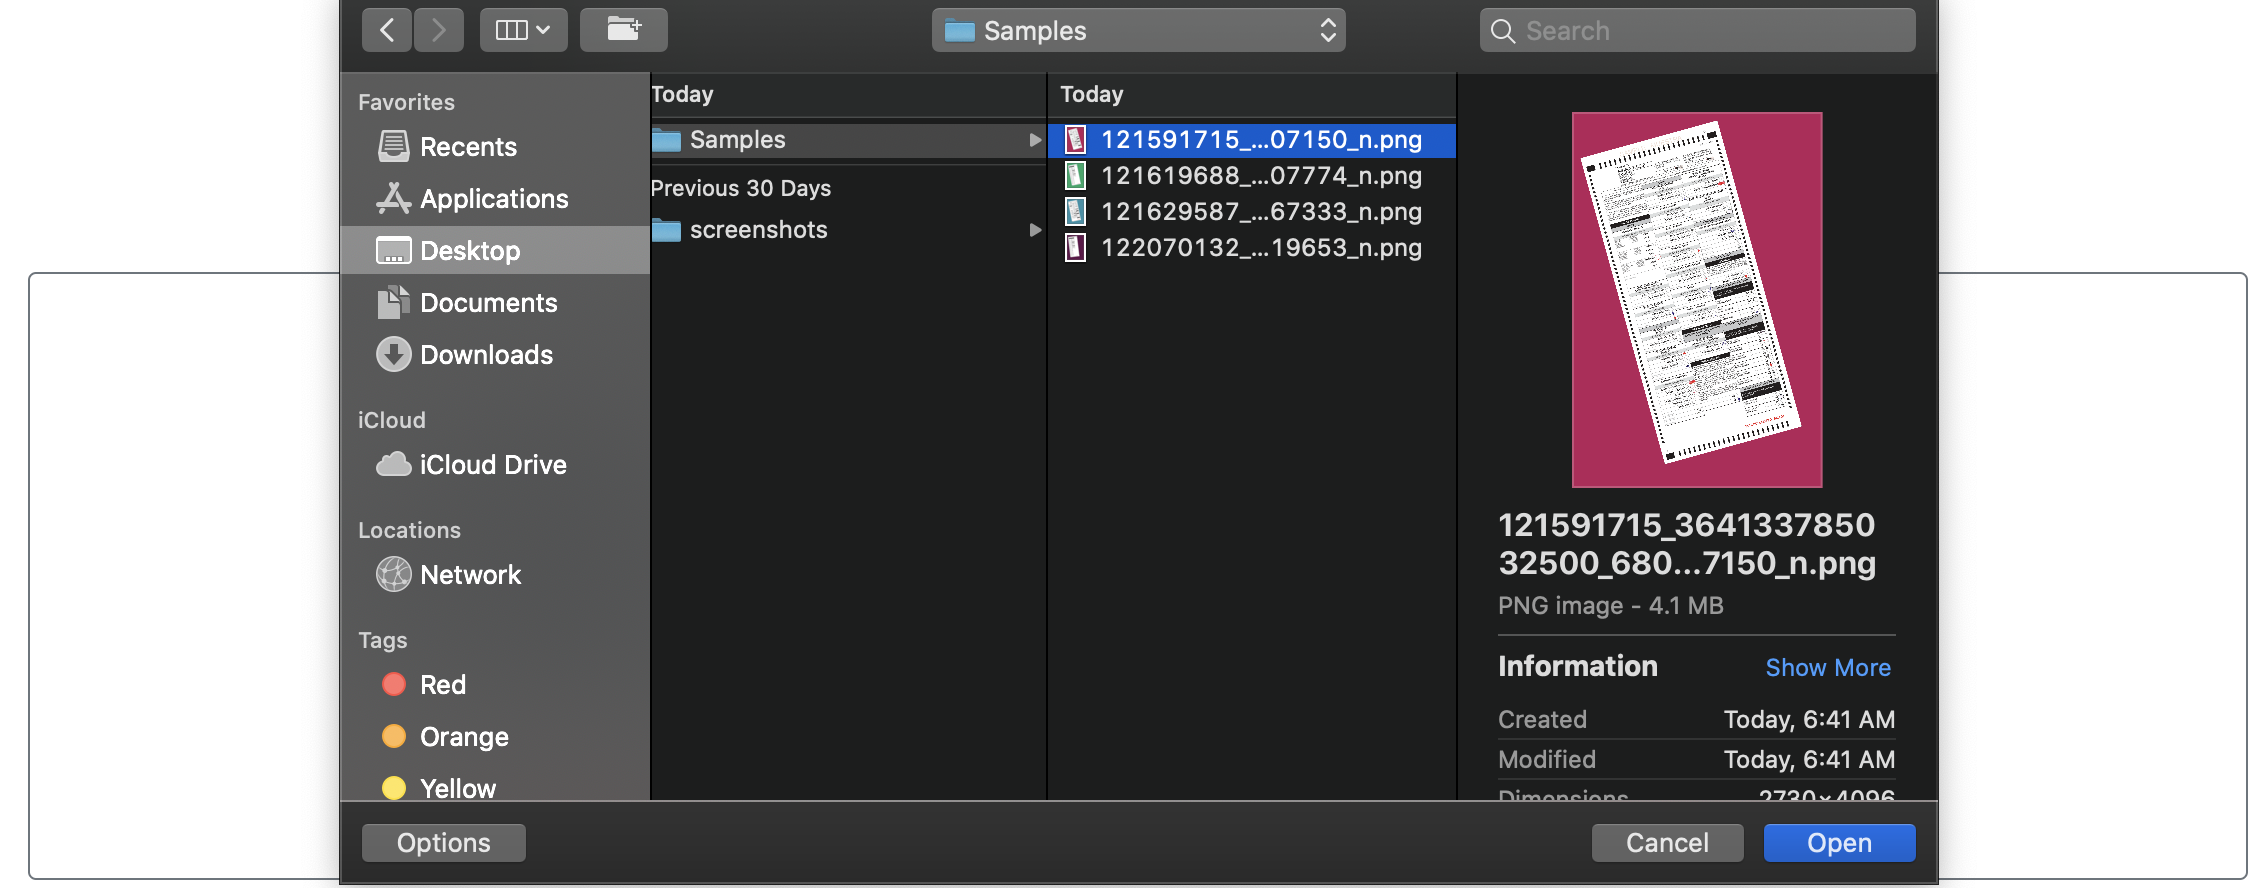 Samples
Search
Favorites
Recents
Applications
Desktop
Documents
Downloads
iCloud
iCloud Drive
Locations
Network
Tags
Red
Orange
Yellow
Today
Samples
Previous 30 Days
screenshots
Today
121591715_...07150_n.png
121619688_...07774_n.png
121629587_...67333_n.png
122070132_...19653_n.png
121591715_3641337850
32500_680...7150_n.png
PNG image - 4.1 MB
Information Show More
Created Today, 6:41 AM
Modified Today, 6:41 AM
Dimensions 2730×4096
Options
Cancel
Open